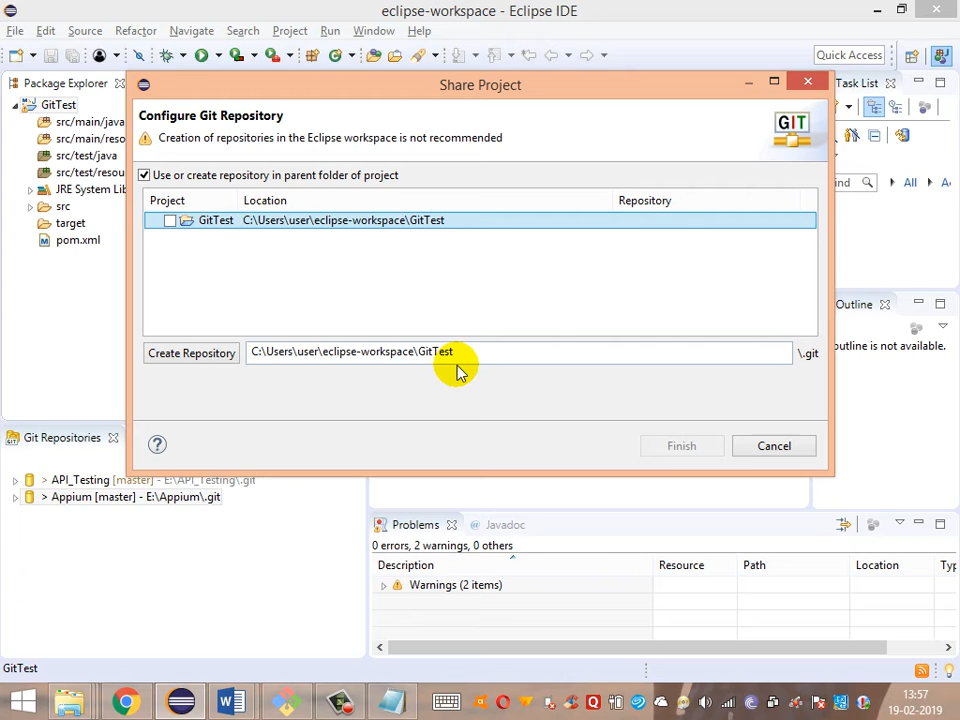 eclipse-workspace - Eclipse IDE
File Edit Source Refactor Navigate Search Project Run Window Help
Quick Access
Package Explorer
GitTest
src/main/java
src/main/reso
src/test/java
src/test/resou
JRE System Lib
src
target
pom.xml
Share Project
Configure Git Repository
Creation of repositories in the Eclipse workspace is not recommended
GIT
Use or create repository in parent folder of project
Project Location Repository
GitTest C:\Users\user\eclipse-workspace\GitTest
Create Repository C:\Users\user\eclipse-workspace\GitTest \.git
? Finish Cancel
Task List
ind All A
Outline
outline is not available.
Git Repositories
> API_Testing [master] - E:\API_Testing\.git
> Appium [master] - E:\Appium\.git
Problems @ Javadoc
0 errors, 2 warnings, 0 others
Description Resource Path Location Typ
Warnings (2 items)
GitTest
13:57
19-02-2019